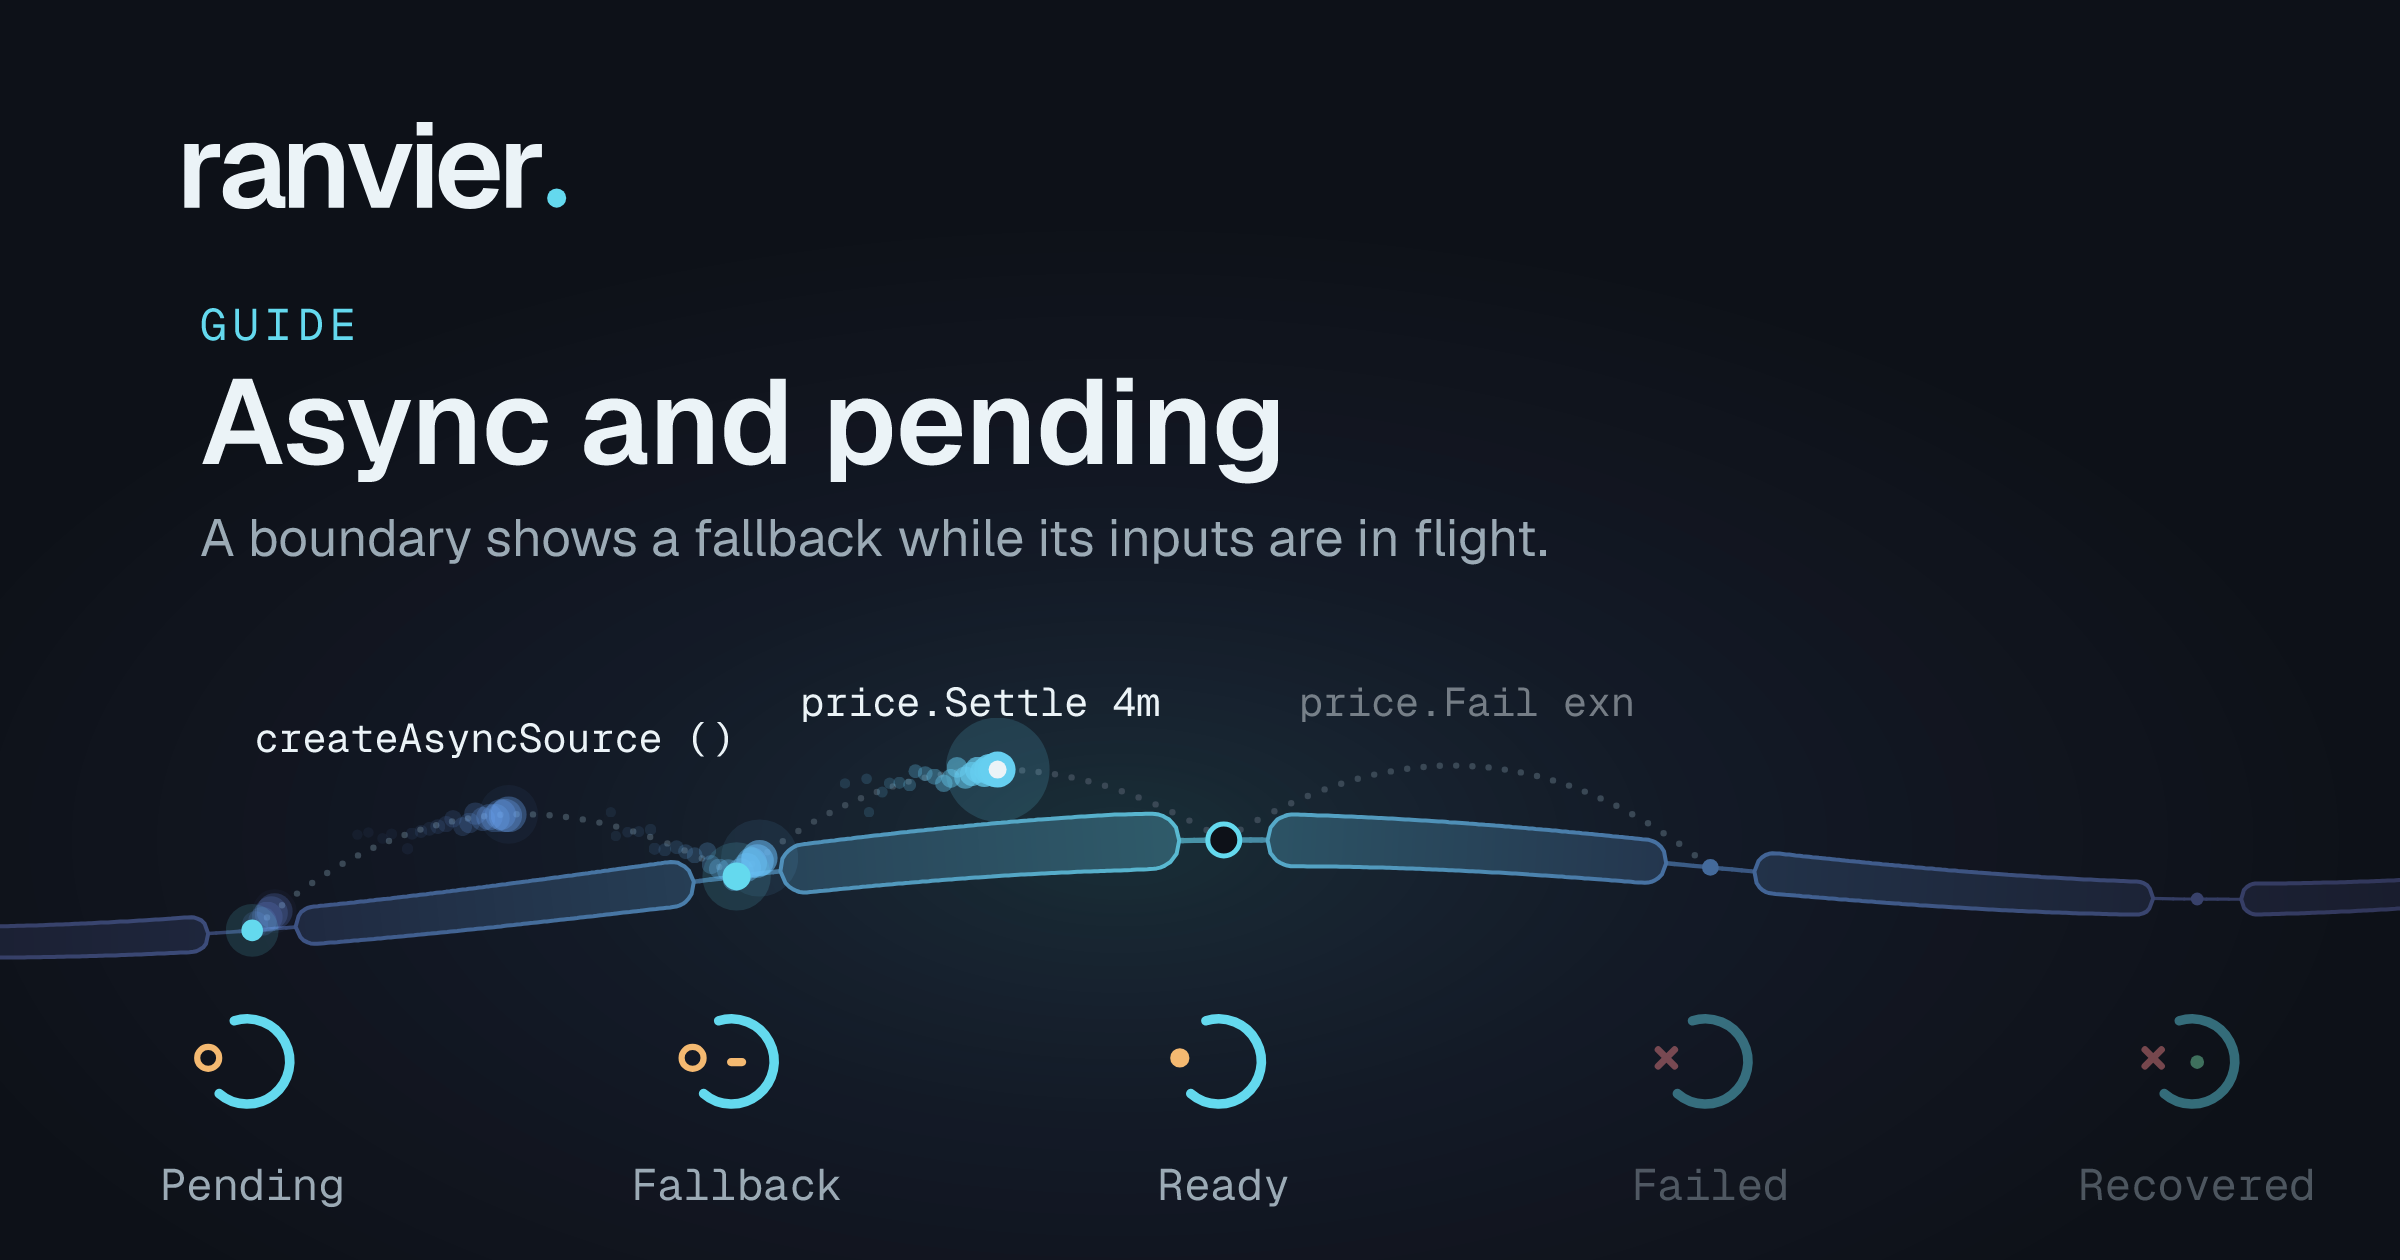 ranvier.
GUIDE
Async and pending
A boundary shows a fallback while its inputs are in flight.
createAsyncSource ()
price.Settle 4m
price.Fail exn
Pending
Fallback
Ready
Failed
Recovered